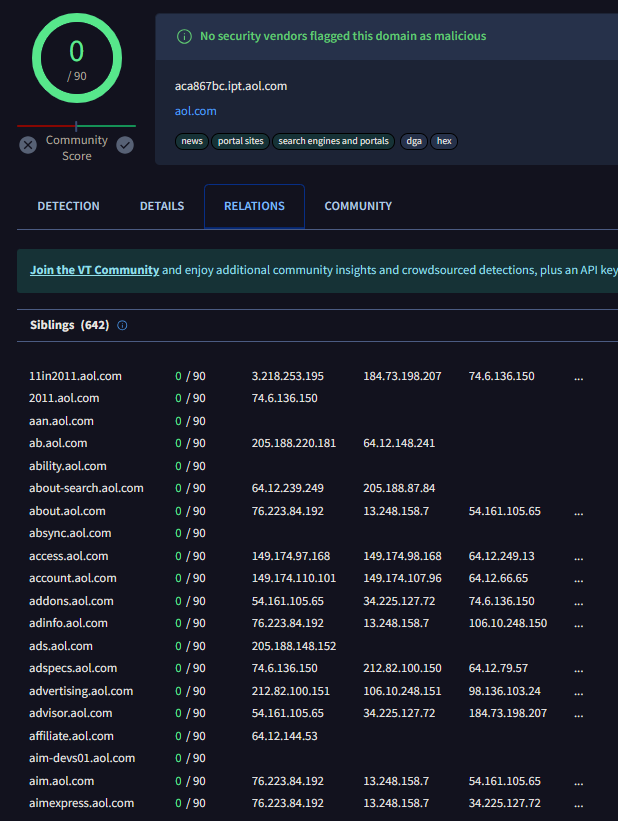 0
/ 90
Community
Score
No security vendors flagged this domain as malicious
aca867bc.ipt.aol.com
aol.com
news portal sites search engines and portals dga hex
DETECTION DETAILS RELATIONS COMMUNITY
Join the VT Community and enjoy additional community insights and crowdsourced detections, plus an API key
Siblings (642)
11in2011.aol.com 0 / 90 3.218.253.195 184.73.198.207 74.6.136.150 ...
2011.aol.com 0 / 90 74.6.136.150
aan.aol.com 0 / 90
ab.aol.com 0 / 90 205.188.220.181 64.12.148.241
ability.aol.com 0 / 90
about-search.aol.com 0 / 90 64.12.239.249 205.188.87.84
about.aol.com 0 / 90 76.223.84.192 13.248.158.7 54.161.105.65 ...
absync.aol.com 0 / 90
access.aol.com 0 / 90 149.174.97.168 149.174.98.168 64.12.249.13 ...
account.aol.com 0 / 90 149.174.110.101 149.174.107.96 64.12.66.65 ...
addons.aol.com 0 / 90 54.161.105.65 34.225.127.72 74.6.136.150 ...
adinfo.aol.com 0 / 90 76.223.84.192 13.248.158.7 106.10.248.150 ...
ads.aol.com 0 / 90 205.188.148.152
adspecs.aol.com 0 / 90 74.6.136.150 212.82.100.150 64.12.79.57 ...
advertising.aol.com 0 / 90 212.82.100.151 106.10.248.151 98.136.103.24 ...
advisor.aol.com 0 / 90 54.161.105.65 34.225.127.72 184.73.198.207 ...
affiliate.aol.com 0 / 90 64.12.144.53
aim-devs01.aol.com 0 / 90
aim.aol.com 0 / 90 76.223.84.192 13.248.158.7 54.161.105.65 ...
aimexpress.aol.com 0 / 90 76.223.84.192 13.248.158.7 34.225.127.72 ...